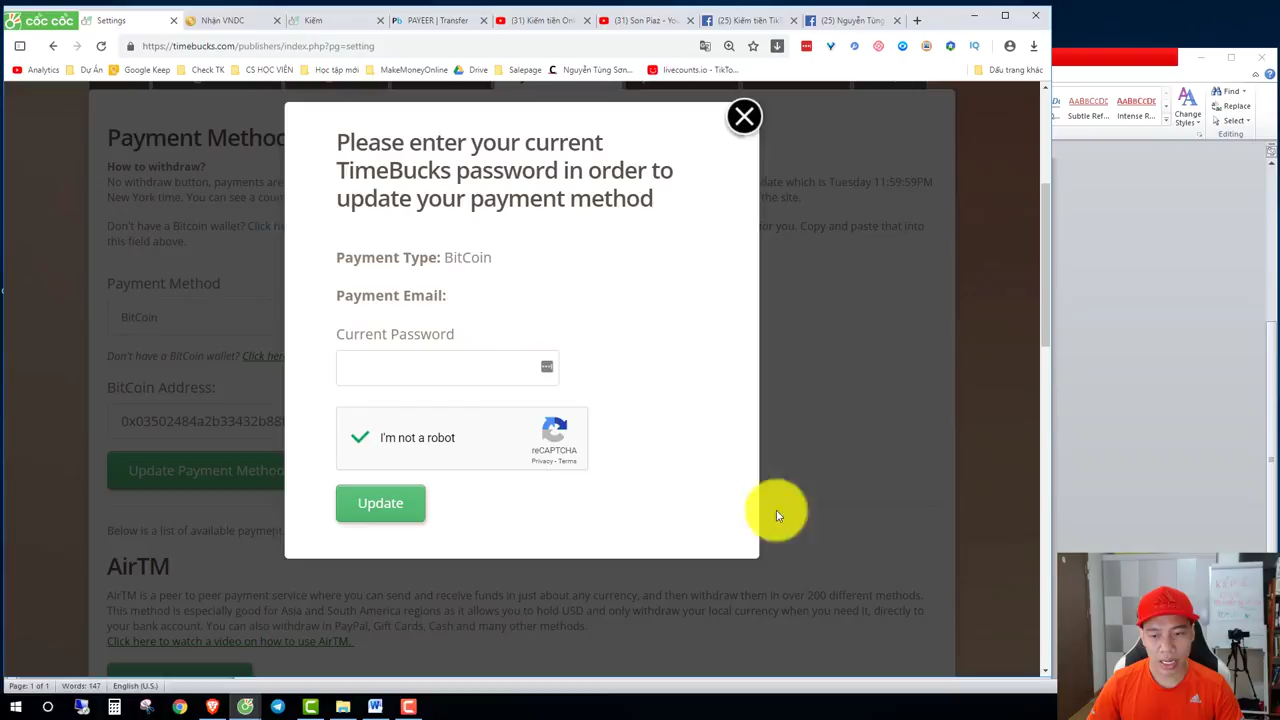 cốc cốc
Settings
Nhận VNDC
Kiếm
PAYEER | Transfer
(31) Kiếm tiền Onl
(31) Son Piaz - You
(25) Kiếm tiền TikT
(25) Nguyễn Tùng
https://timebucks.com/publishers/index.php?pg=setting
Analytics
Dự Án
Google Keep
Check TK
CS HỌC VIÊN
Học tập mới
MakeMoneyOnline
Drive
Salepage
Nguyễn Tùng Sơn...
livecounts.io - TikTo...
Dấu trang khác
AaBbCcDc
AaBbCcDc
Subtle Ref...
Intense R...
Change
Styles
Find
Replace
Select
Editing
Payment Metho
How to withdraw?
No withdraw button, payments are
date which is Tuesday 11:59:59PM
New York time. You can see a cou
the site.
Don't have a Bitcoin wallet? Click he
for you. Copy and paste that into
this field above.
Payment Method
BitCoin
Don't have a BitCoin wallet? Click her
BitCoin Address:
0x03502484a2b33432b88
Update Payment Metho
Please enter your current
TimeBucks password in order to
update your payment method
Payment Type: BitCoin
Payment Email:
Current Password
I'm not a robot
reCAPTCHA
Privacy - Terms
Update
Below is a list of available payment
AirTM
AirTM is a peer to peer payment service where you can send and receive funds in just about any currency, and then withdraw them in over 200 different methods.
This method is especially good for Asia and South America regions as it allows you to hold USD and only withdraw your local currency when you need it, directly to
your bank account. You can also withdraw in PayPal, Gift Cards, Cash and many other methods.
Click here to watch a video on how to use AirTM.
Page: 1 of 1
Words: 147
English (U.S.)